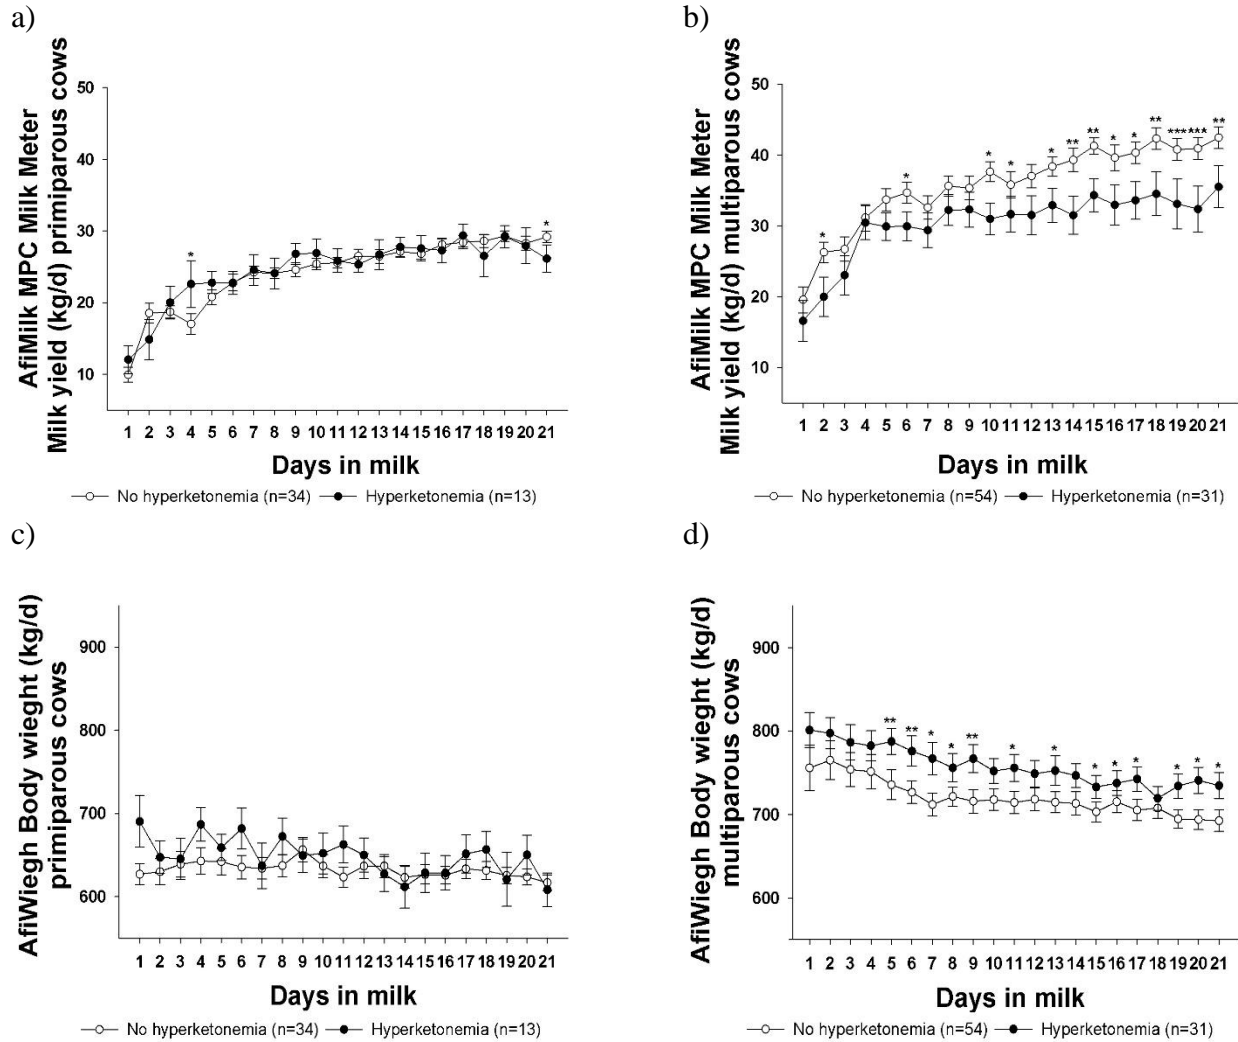 a)
AfiMilk MPC Milk Meter
Milk yield (kg/d) primiparous cows
50
40
30
20
10
*
*
1 2 3 4 5 6 7 8 9 10 11 12 13 14 15 16 17 18 19 20 21
Days in milk
No hyperketonemia (n=34) Hyperketonemia (n=13)
b)
AfiMilk MPC Milk Meter
Milk yield (kg/d) multiparous cows
50
40
30
20
10
* * * * * ** ** * * ** *** *** **
1 2 3 4 5 6 7 8 9 10 11 12 13 14 15 16 17 18 19 20 21
Days in milk
No hyperketonemia (n=54) Hyperketonemia (n=31)
c)
AfiWiegh Body wieght (kg/d)
primiparous cows
900
800
700
600
1 2 3 4 5 6 7 8 9 10 11 12 13 14 15 16 17 18 19 20 21
Days in milk
No hyperketonemia (n=34) Hyperketonemia (n=13)
d)
AfiWiegh Body wieght (kg/d)
multiparous cows
900
800
700
600
** ** * * ** * * * * * * * *
1 2 3 4 5 6 7 8 9 10 11 12 13 14 15 16 17 18 19 20 21
Days in milk
No hyperketonemia (n=54) Hyperketonemia (n=31)